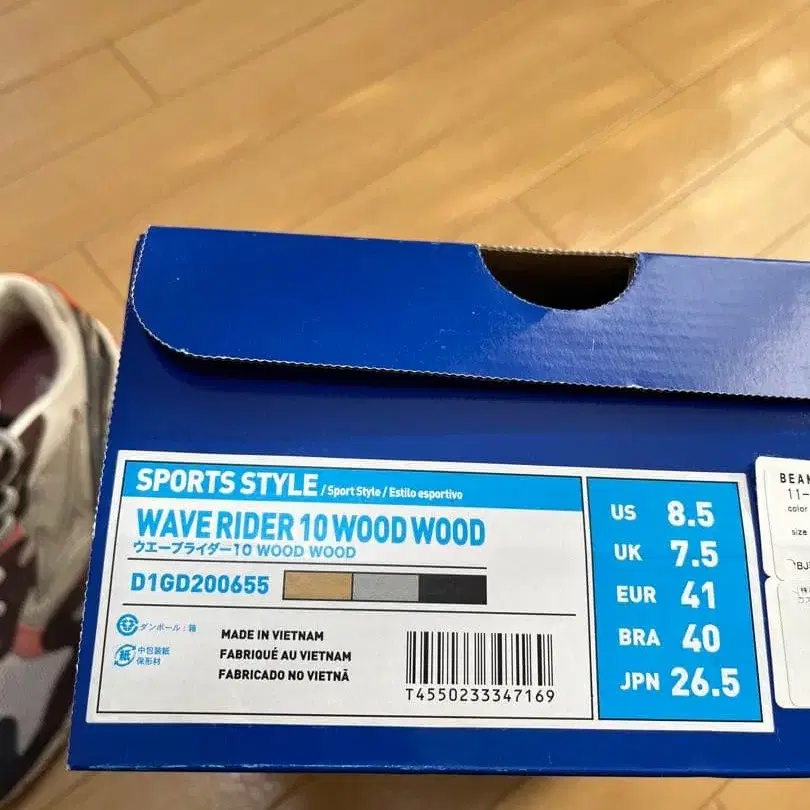 SPORTS STYLE / Sport Style / Estilo esportivo
WAVE RIDER 10 WOOD WOOD
ウエーブライダー10 WOOD WOOD
D1GD200655
ダンボール：箱
紙 中包装紙
保形材
MADE IN VIETNAM
FABRIQUÉ AU VIETNAM
FABRICADO NO VIETNÃ
T4550233347169
US 8.5
UK 7.5
EUR 41
BRA 40
JPN 26.5
BEAM
11-
color
size